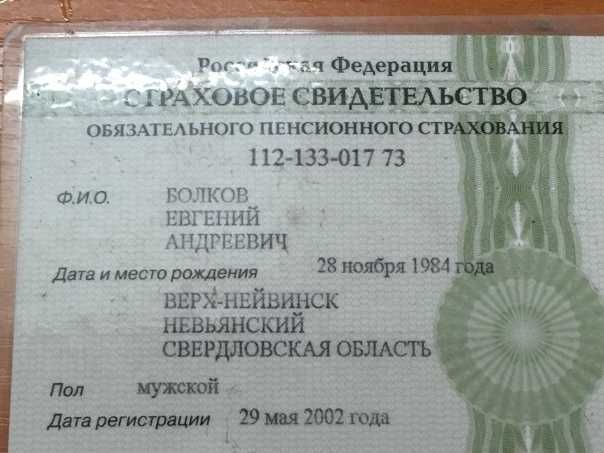 Российская Федерация
СТРАХОВОЕ СВИДЕТЕЛЬСТВО
ОБЯЗАТЕЛЬНОГО ПЕНСИОННОГО СТРАХОВАНИЯ
112-133-017 73
Ф.И.О. БОЛКОВ
ЕВГЕНИЙ
АНДРЕЕВИЧ
Дата и место рождения 28 ноября 1984 года
ВЕРХ-НЕЙВИНСК
НЕВЬЯНСКИЙ
СВЕРДЛОВСКАЯ ОБЛАСТЬ
Пол мужской
Дата регистрации 29 мая 2002 года